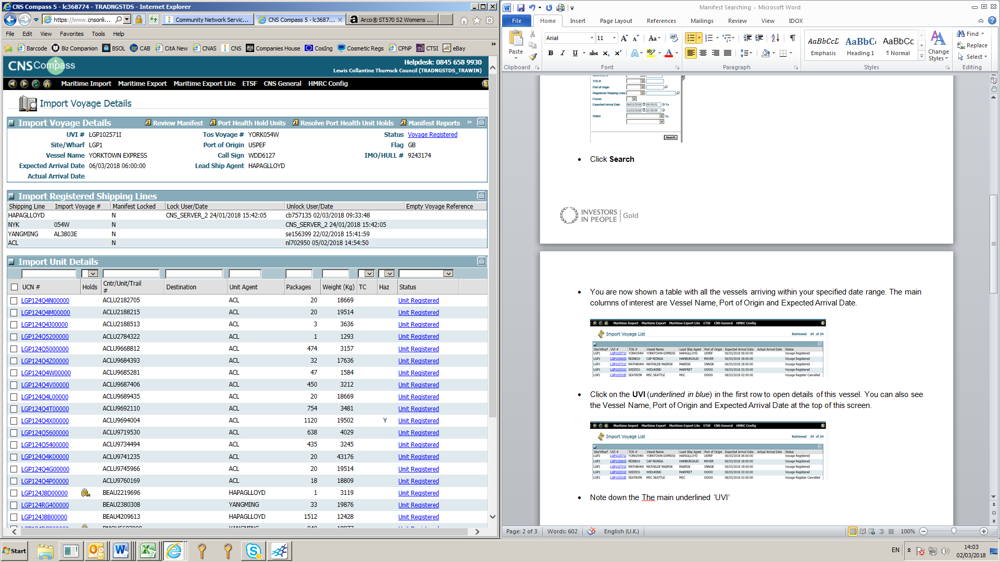 CNS Compass 5 - lc368774 - TRADNGSTDS - Internet Explorer
https://www.cnsonli...
Community Network Servic...
CNS Compass 5 - lc3687...
Arco® ST570 S2 Womens ...
File Edit View Favorites Tools Help
Barcode Biz Companion BSOL CAB CitA New CNAS CNS Companies House CosIng Cosmetic Regs CPNP CTSI eBay
CNS Compass
Helpdesk: 0845 658 9930
Lewis Collantine Thurrock Council (TRADNGSTDS_TRAWIN)
Maritime Import Maritime Export Maritime Export Lite ETSF CNS General HMRC Config
Import Voyage Details
Import Voyage Details Review Manifest Port Health Hold Units Resolve Port Health Unit Holds Manifest Reports »
UVI # LGP102571I Tos Voyage # YORK054W Status Voyage Registered
Site/Wharf LGP1 Port of Origin USPEF Flag GB
Vessel Name YORKTOWN EXPRESS Call Sign WDD6127 IMO/HULL # 9243174
Expected Arrival Date 06/03/2018 06:00:00 Lead Ship Agent HAPAGLLOYD
Actual Arrival Date
Import Registered Shipping Lines
Shipping Line Import Voyage # Manifest Locked Lock User/Date Unlock User/Date Empty Voyage Reference
HAPAGLLOYD N CNS_SERVER_2 24/01/2018 15:42:05 cb757135 02/03/2018 09:33:48
NYK 054W N CNS_SERVER_2 24/01/2018 15:42:05
YANGMING AL3803E N se156399 22/02/2018 15:41:59
ACL N nl702950 05/02/2018 14:54:50
Import Unit Details
UCN # Holds Cntr/Unit/Trail # Destination Unit Agent Packages Weight (Kg) TC Haz Status
LGP124Q4N00000 ACLU2182705 ACL 20 18669 Unit Registered
LGP124Q4M00000 ACLU2188215 ACL 20 19514 Unit Registered
LGP124Q4J00000 ACLU2188513 ACL 3 3636 Unit Registered
LGP124Q5200000 ACLU2784322 ACL 1 1293 Unit Registered
LGP124Q5000000 ACLU9668812 ACL 474 3157 Unit Registered
LGP124Q4Z00000 ACLU9684393 ACL 32 17636 Unit Registered
LGP124Q4W00000 ACLU9685281 ACL 47 1584 Unit Registered
LGP124Q4V00000 ACLU9687406 ACL 450 3212 Unit Registered
LGP124Q4L00000 ACLU9689435 ACL 20 18669 Unit Registered
LGP124Q4T00000 ACLU9692110 ACL 754 3481 Unit Registered
LGP124Q4X00000 ACLU9694004 ACL 1120 19502 Y Unit Registered
LGP124Q5600000 ACLU9719530 ACL 638 4029 Unit Registered
LGP124Q5400000 ACLU9734494 ACL 435 3245 Unit Registered
LGP124Q4K00000 ACLU9741235 ACL 20 43176 Unit Registered
LGP124Q4G00000 ACLU9745966 ACL 20 19514 Unit Registered
LGP124Q4P00000 ACLU9760169 ACL 18 18809 Unit Registered
LGP124J8D00000 BEAU2219696 HAPAGLLOYD 1 3119 Unit Registered
LGP124RG400000 BEAU2380308 YANGMING 33 19876 Unit Registered
LGP124J8B00000 BEAU4209613 HAPAGLLOYD 1512 12428 Unit Registered
Manifest Searching - Microsoft Word
File Home Insert Page Layout References Mailings Review View IDOX
Paste Clipboard
Arial 11 Font
Paragraph
AaBbCcD Emphasis AaBbC Heading 1 AaBbCc ¶ Normal Change Styles Styles
Find Replace Select Editing
TOS #
Port of Origin
Registered Shipping Lines
Frozen
Expected Arrival Date 06/03/2018 00:00:01 To
12/03/2018 23:59:59
Status To
Search
• Click Search
INVESTORS IN PEOPLE | Gold
• You are now shown a table with all the vessels arriving within your specified date range. The main
columns of interest are Vessel Name, Port of Origin and Expected Arrival Date.
Maritime Import Maritime Export Maritime Export Lite ETSF CNS General HMRC Config
Import Voyage List Retrieved 24 of 24
Site/Wharf UVI # TOS # Vessel Name Lead Ship Agent Port of Origin Expected Arrival Date Actual Arrival Date Status
LGP1 LGP102571I YORK054W YORKTOWN EXPRESS HAPAGLLOYD USPEF 06/03/2018 06:00:00 Voyage Registered
LGP1 LGP102693I REIN810 CAP REINGA HAMBURGSUD MXVER 06/03/2018 18:00:00 Voyage Registered
LGP1 LGP102721I MATH804W MATHILDE MAERSK MAERSK CNNGB 06/03/2018 18:00:00 Voyage Registered
LGP1 LGP102531I WIDI551 WIDUKIND MARFRET XXXXX 06/03/2018 20:30:00 Voyage Registered
LGP1 LGP102518I SEAT805R MSC SEATTLE MSC XXXXX 08/03/2018 02:00:00 Voyage Register Cancelled
• Click on the UVI (underlined in blue) in the first row to open details of this vessel. You can also see
the Vessel Name, Port of Origin and Expected Arrival Date at the top of this screen.
Maritime Import Maritime Export Maritime Export Lite ETSF CNS General HMRC Config
Import Voyage List Retrieved 24 of 24
Site/Wharf UVI # TOS # Vessel Name Lead Ship Agent Port of Origin Expected Arrival Date Actual Arrival Date Status
LGP1 LGP102571I YORK054W YORKTOWN EXPRESS HAPAGLLOYD USPEF 06/03/2018 06:00:00 Voyage Registered
LGP1 LGP102693I REIN810 CAP REINGA HAMBURGSUD MXVER 06/03/2018 18:00:00 Voyage Registered
LGP1 LGP102721I MATH804W MATHILDE MAERSK MAERSK CNNGB 06/03/2018 18:00:00 Voyage Registered
LGP1 LGP102531I WIDI551 WIDUKIND MARFRET XXXXX 06/03/2018 20:30:00 Voyage Registered
LGP1 LGP102518I SEAT805R MSC SEATTLE MSC XXXXX 08/03/2018 02:00:00 Voyage Register Cancelled
• Note down the The main underlined ‘UVI’
Page: 2 of 3 Words: 602 English (U.K.) 100%
Start
EN 14:03
02/03/2018